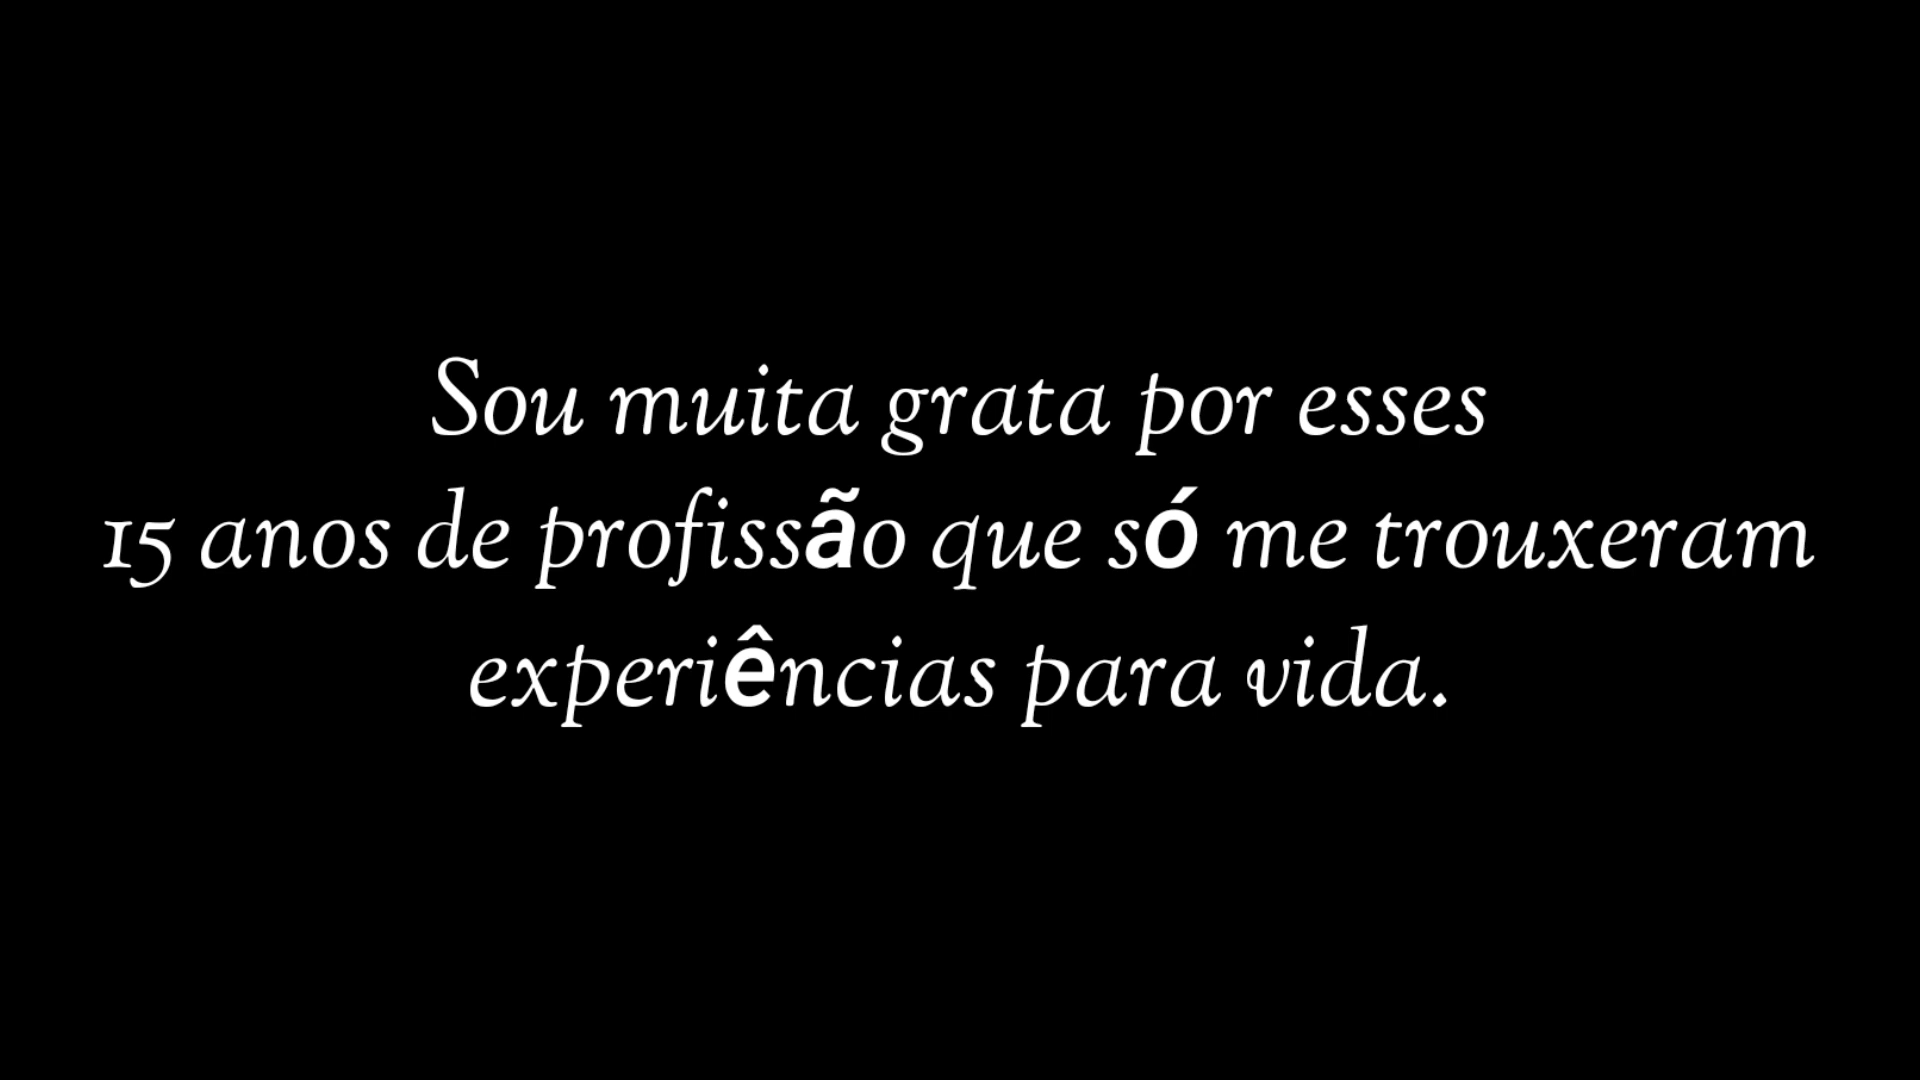 Sou muita grata por esses
15 anos de profissão que só me trouxeram
experiências para vida.